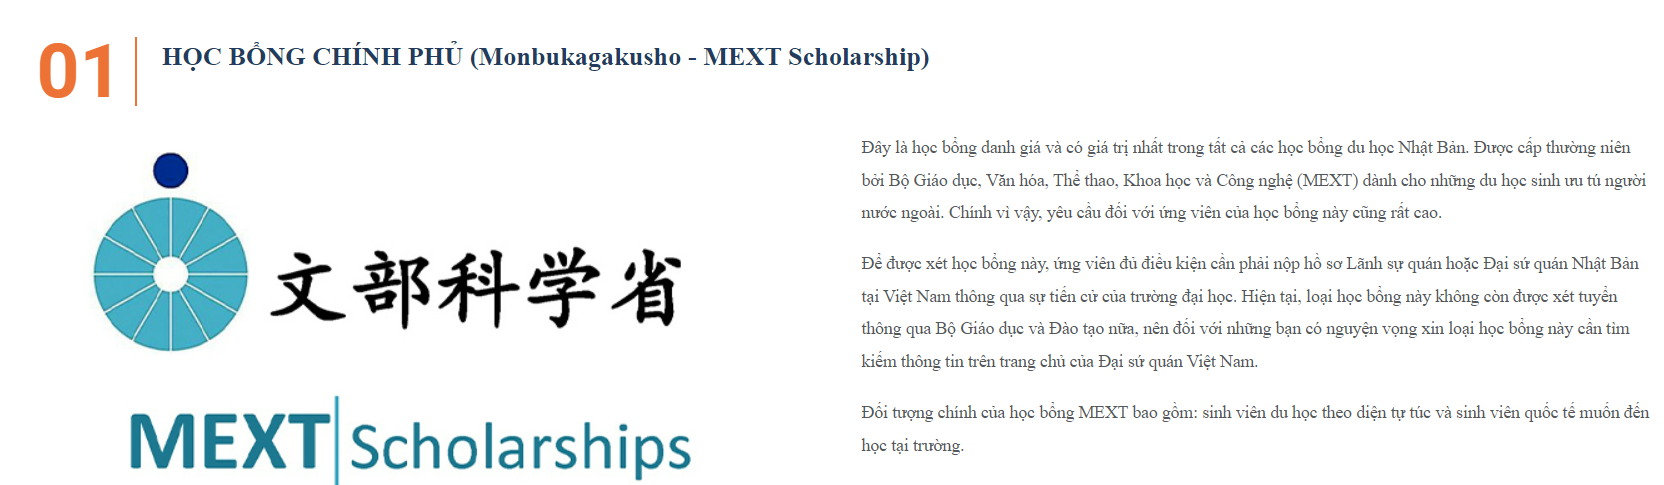 01
HỌC BỔNG CHÍNH PHỦ (Monbukagakusho - MEXT Scholarship)
文部科学省
MEXT Scholarships
Đây là học bổng danh giá và có giá trị nhất trong tất cả các học bổng du học Nhật Bản. Được cấp thường niên
bởi Bộ Giáo dục, Văn hóa, Thể thao, Khoa học và Công nghệ (MEXT) dành cho những du học sinh ưu tú người
nước ngoài. Chính vì vậy, yêu cầu đối với ứng viên của học bổng này cũng rất cao.
Để được xét học bổng này, ứng viên đủ điều kiện cần phải nộp hồ sơ Lãnh sự quán hoặc Đại sứ quán Nhật Bản
tại Việt Nam thông qua sự tiến cử của trường đại học. Hiện tại, loại học bổng này không còn được xét tuyển
thông qua Bộ Giáo dục và Đào tạo nữa, nên đối với những bạn có nguyện vọng xin loại học bổng này cần tìm
kiếm thông tin trên trang chủ của Đại sứ quán Việt Nam.
Đối tượng chính của học bổng MEXT bao gồm: sinh viên du học theo diện tự túc và sinh viên quốc tế muốn đến
học tại trường.